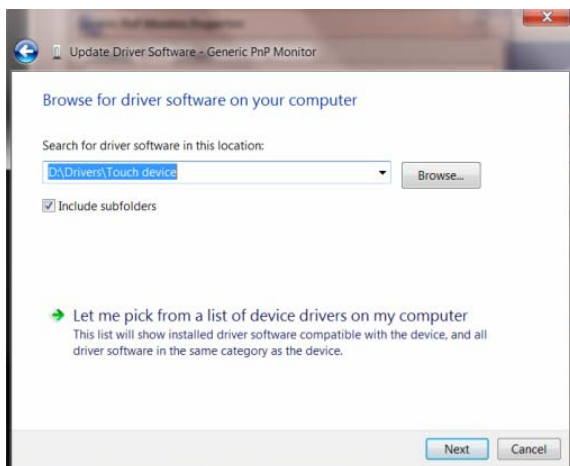 Update Driver Software - Generic PnP Monitor
Browse for driver software on your computer
Search for driver software in this location:
D:\Drivers\Touch device
Browse...
Include subfolders
Let me pick from a list of device drivers on my computer
This list will show installed driver software compatible with the device, and all
driver software in the same category as the device.
Next
Cancel